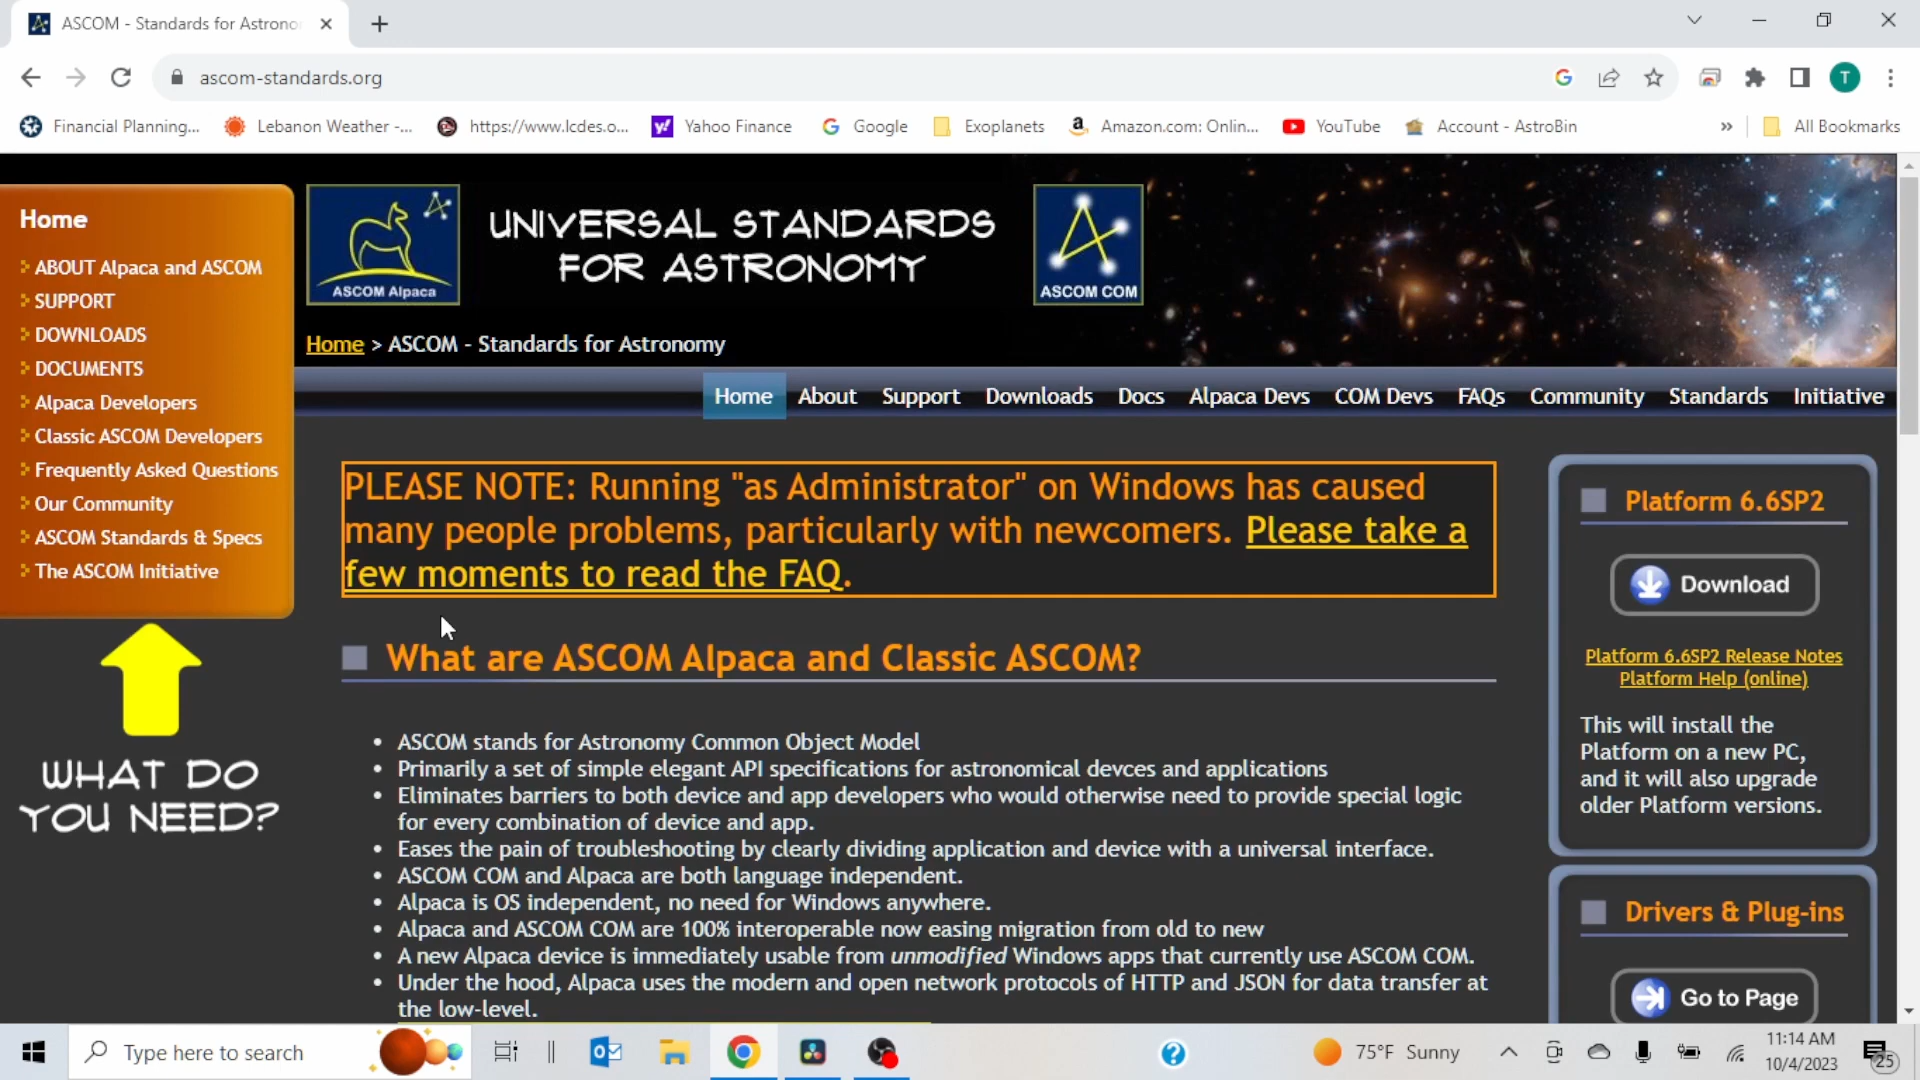 ASCOM - Standards for Astrono
ascom-standards.org
T
Financial Planning...
Lebanon Weather -...
https://www.lcdes.o...
Yahoo Finance
Google
Exoplanets
Amazon.com: Onlin...
YouTube
Account - AstroBin
All Bookmarks
Home
ABOUT Alpaca and ASCOM
SUPPORT
DOWNLOADS
DOCUMENTS
Alpaca Developers
Classic ASCOM Developers
Frequently Asked Questions
Our Community
ASCOM Standards & Specs
The ASCOM Initiative
WHAT DO
YOU NEED?
ASCOM Alpaca
UNIVERSAL STANDARDS
FOR ASTRONOMY
ASCOM COM
Home > ASCOM - Standards for Astronomy
Home About Support Downloads Docs Alpaca Devs COM Devs FAQs Community Standards Initiative
PLEASE NOTE: Running "as Administrator" on Windows has caused
many people problems, particularly with newcomers. Please take a
few moments to read the FAQ.
What are ASCOM Alpaca and Classic ASCOM?
• ASCOM stands for Astronomy Common Object Model
• Primarily a set of simple elegant API specifications for astronomical devces and applications
• Eliminates barriers to both device and app developers who would otherwise need to provide special logic
for every combination of device and app.
• Eases the pain of troubleshooting by clearly dividing application and device with a universal interface.
• ASCOM COM and Alpaca are both language independent.
• Alpaca is OS independent, no need for Windows anywhere.
• Alpaca and ASCOM COM are 100% interoperable now easing migration from old to new
• A new Alpaca device is immediately usable from unmodified Windows apps that currently use ASCOM COM.
• Under the hood, Alpaca uses the modern and open network protocols of HTTP and JSON for data transfer at
the low-level.
Platform 6.6SP2
Download
Platform 6.6SP2 Release Notes
Platform Help (online)
This will install the
Platform on a new PC,
and it will also upgrade
older Platform versions.
Drivers & Plug-ins
Go to Page
Type here to search
75°F Sunny
11:14 AM
10/4/2023
25